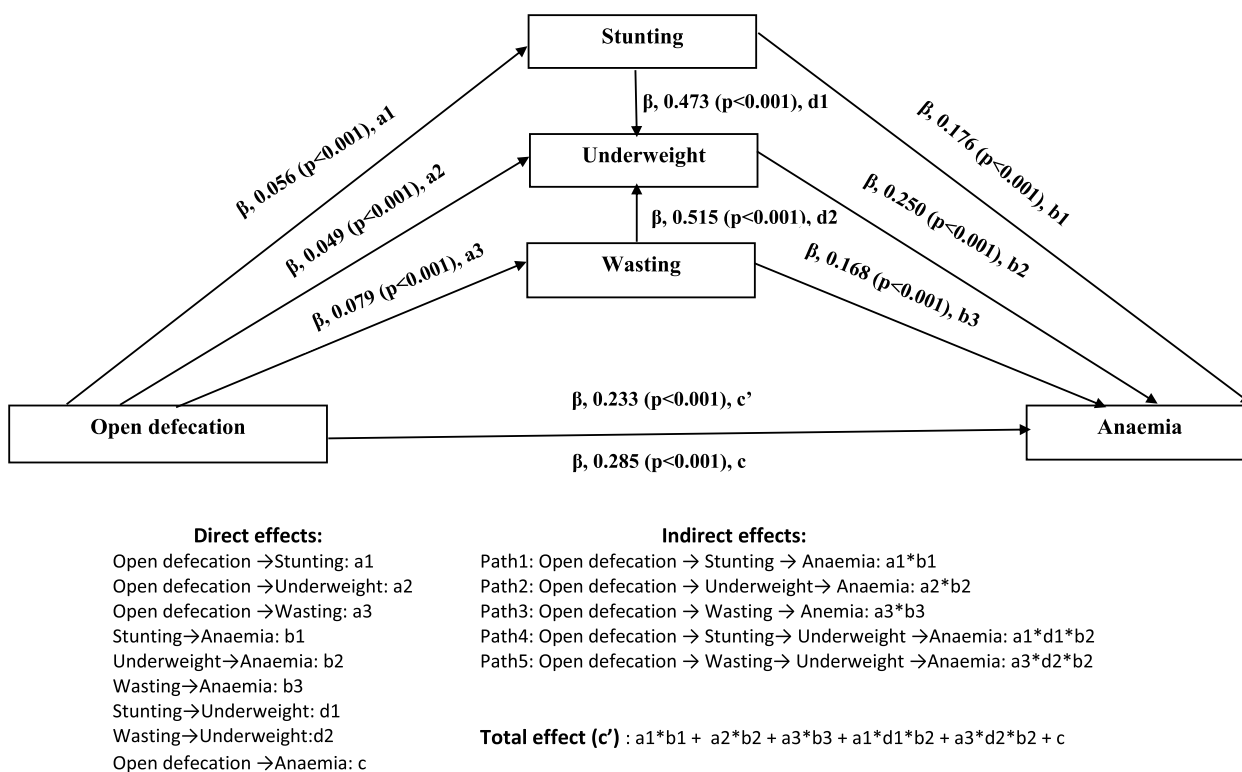 Stunting
β, 0.473 (p<0.001), d1
β, 0.056 (p<0.001), a1
β, 0.176 (p<0.001), b1
Underweight
β, 0.049 (p<0.001), a2
β, 0.250 (p<0.001), b2
β, 0.515 (p<0.001), d2
Wasting
β, 0.079 (p<0.001), a3
β, 0.168 (p<0.001), b3
β, 0.233 (p<0.001), c’
Open defecation
Anaemia
β, 0.285 (p<0.001), c
Direct effects:
Open defecation →Stunting: a1
Open defecation →Underweight: a2
Open defecation →Wasting: a3
Stunting→Anaemia: b1
Underweight→Anaemia: b2
Wasting→Anaemia: b3
Stunting→Underweight: d1
Wasting→Underweight:d2
Open defecation →Anaemia: c
Indirect effects:
Path1: Open defecation → Stunting → Anaemia: a1*b1
Path2: Open defecation → Underweight→ Anaemia: a2*b2
Path3: Open defecation → Wasting → Anemia: a3*b3
Path4: Open defecation → Stunting→ Underweight →Anaemia: a1*d1*b2
Path5: Open defecation → Wasting→ Underweight →Anaemia: a3*d2*b2
Total effect (c’) : a1*b1 + a2*b2 + a3*b3 + a1*d1*b2 + a3*d2*b2 + c